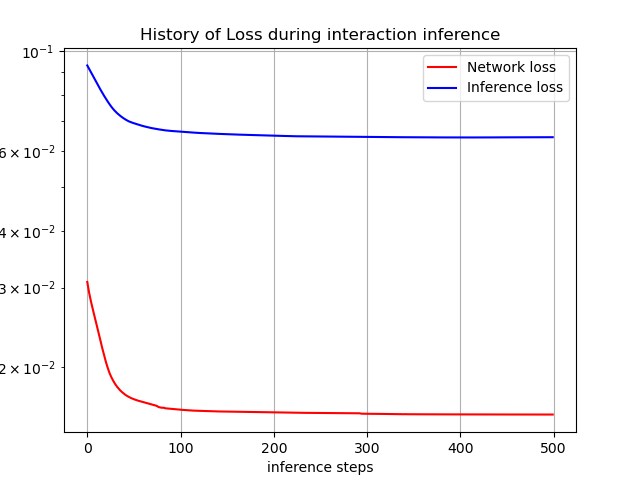 History of Loss during interaction inference
10⁻¹
Network loss
Inference loss
6 × 10⁻²
4 × 10⁻²
3 × 10⁻²
2 × 10⁻²
0 100 200 300 400 500
inference steps